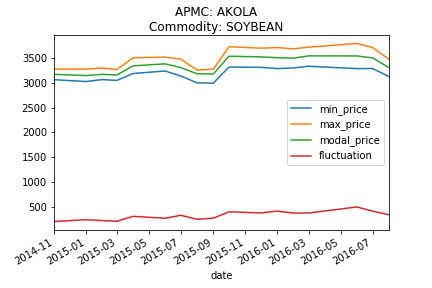 APMC: AKOLA
Commodity: SOYBEAN
3500
3000
2500
2000
1500
1000
500
min_price
max_price
modal_price
fluctuation
2014-11
2015-01
2015-03
2015-05
2015-07
2015-09
2015-11
2016-01
2016-03
2016-05
2016-07
date